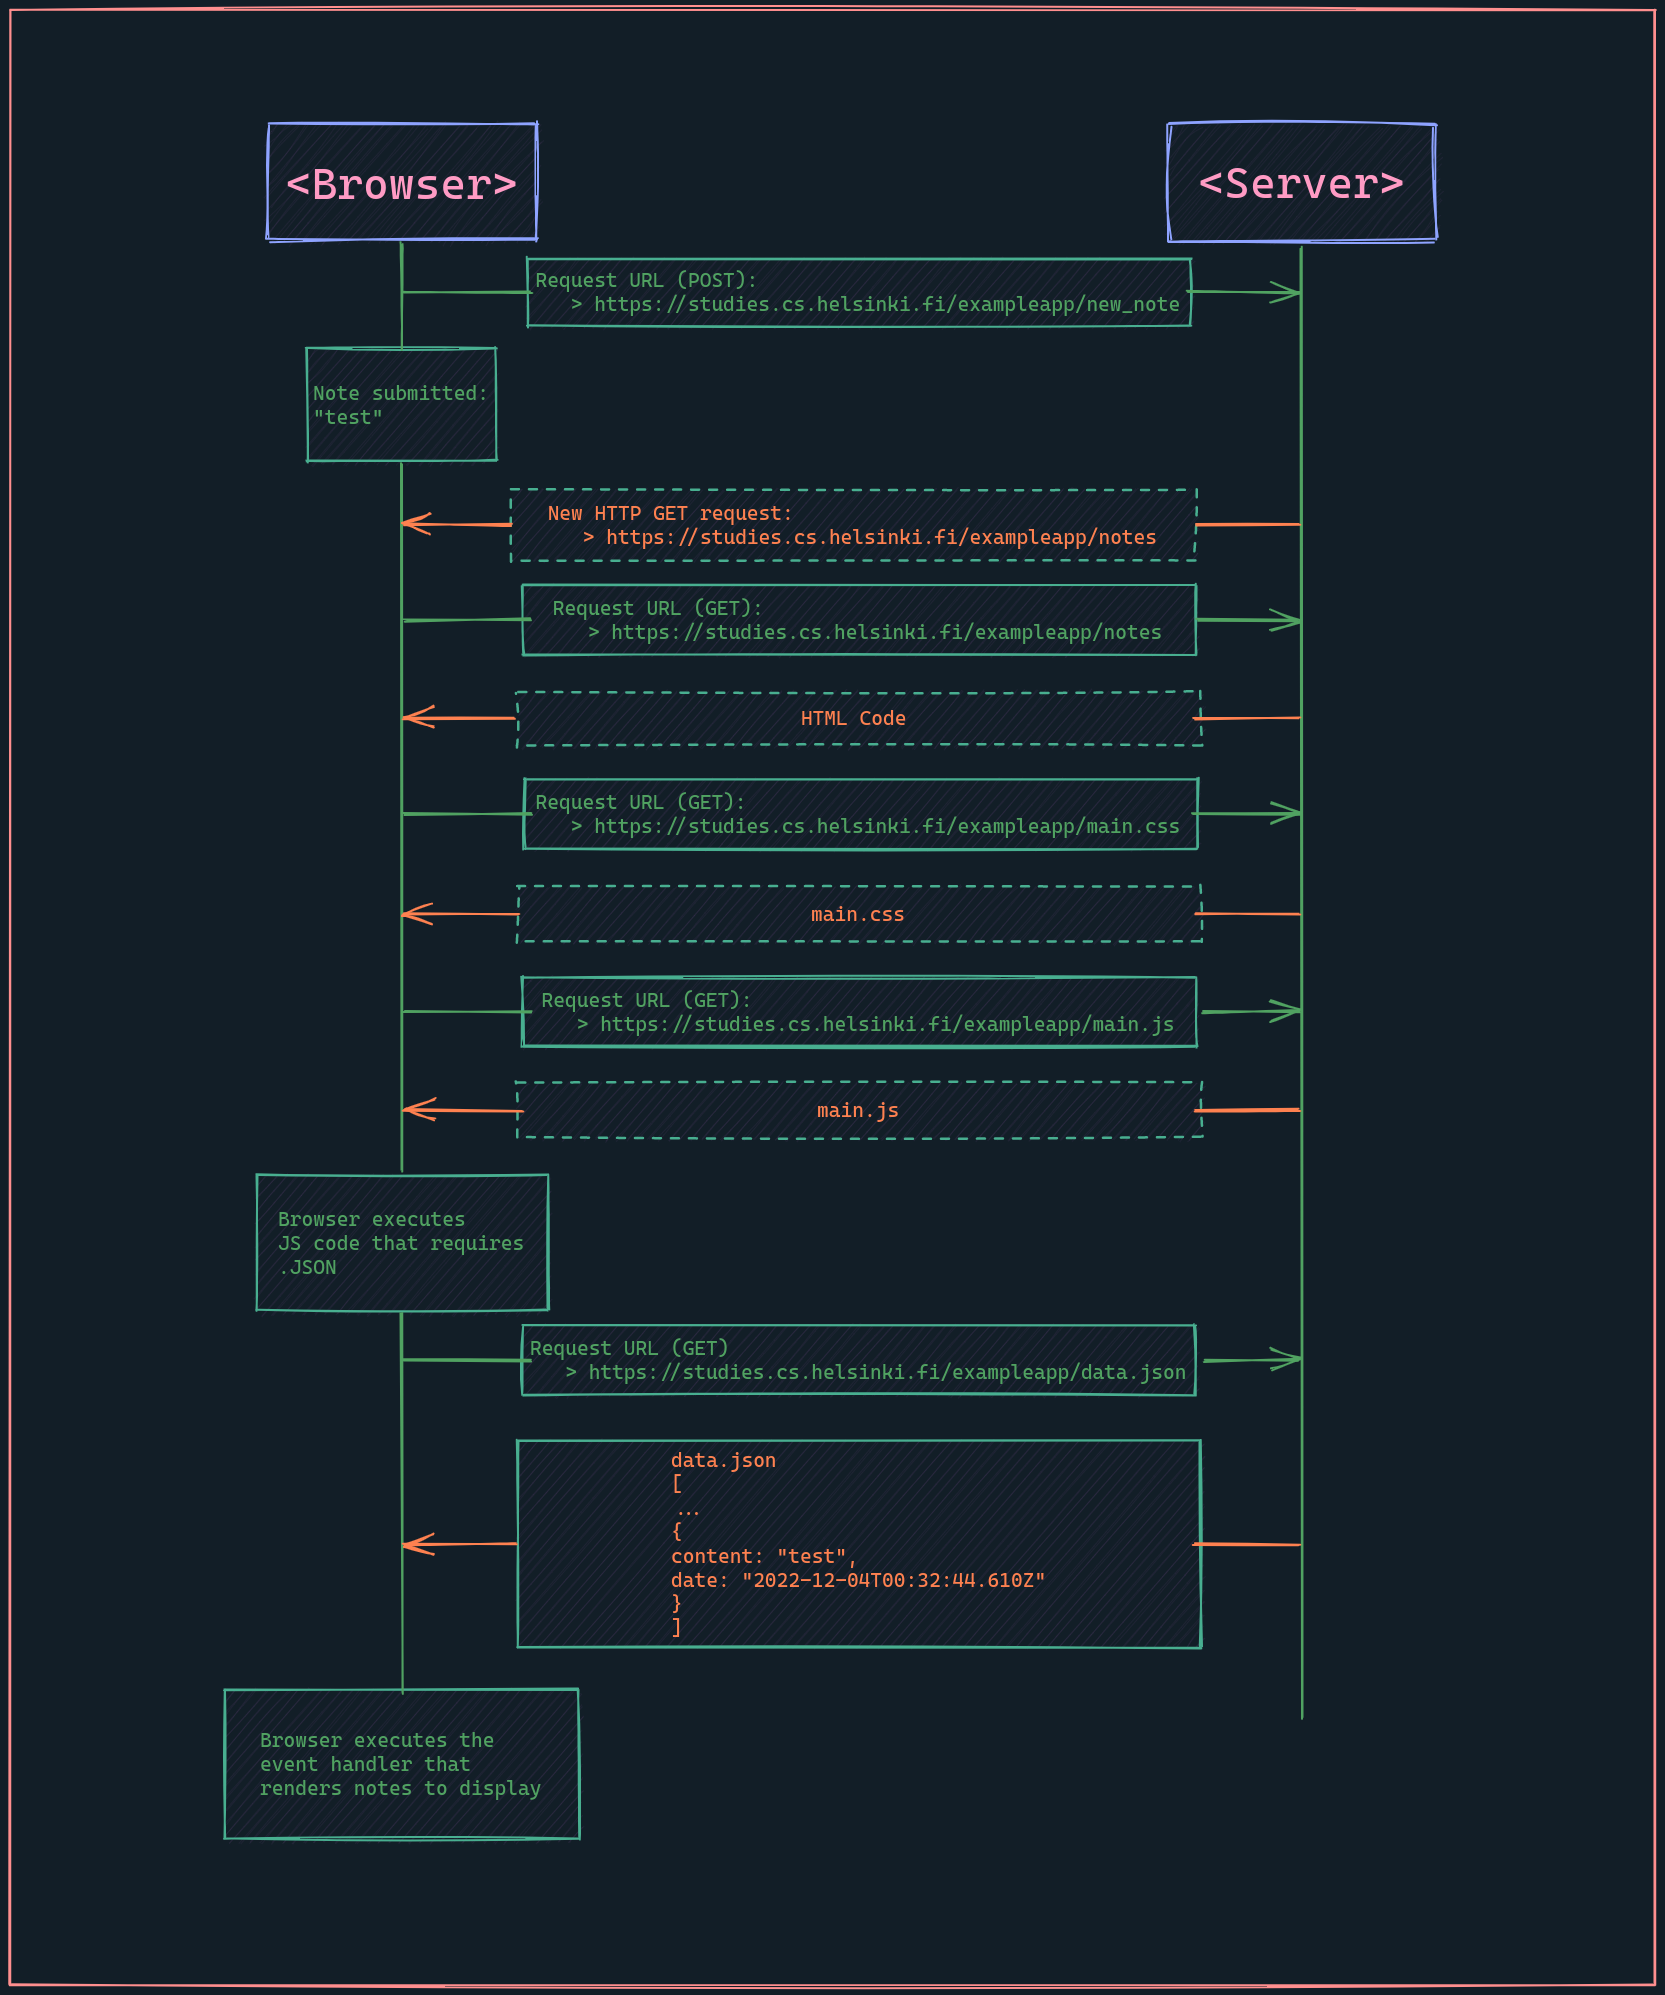 <Browser>
<Server>
Request URL (POST):
> https://studies.cs.helsinki.fi/exampleapp/new_note
Note submitted:
"test"
New HTTP GET request:
> https://studies.cs.helsinki.fi/exampleapp/notes
Request URL (GET):
> https://studies.cs.helsinki.fi/exampleapp/notes
HTML Code
Request URL (GET):
> https://studies.cs.helsinki.fi/exampleapp/main.css
main.css
Request URL (GET):
> https://studies.cs.helsinki.fi/exampleapp/main.js
main.js
Browser executes
JS code that requires
.JSON
Request URL (GET)
> https://studies.cs.helsinki.fi/exampleapp/data.json
data.json
[
...
{
content: "test",
date: "2022-12-04T00:32:44.610Z"
}
]
Browser executes the
event handler that
renders notes to display